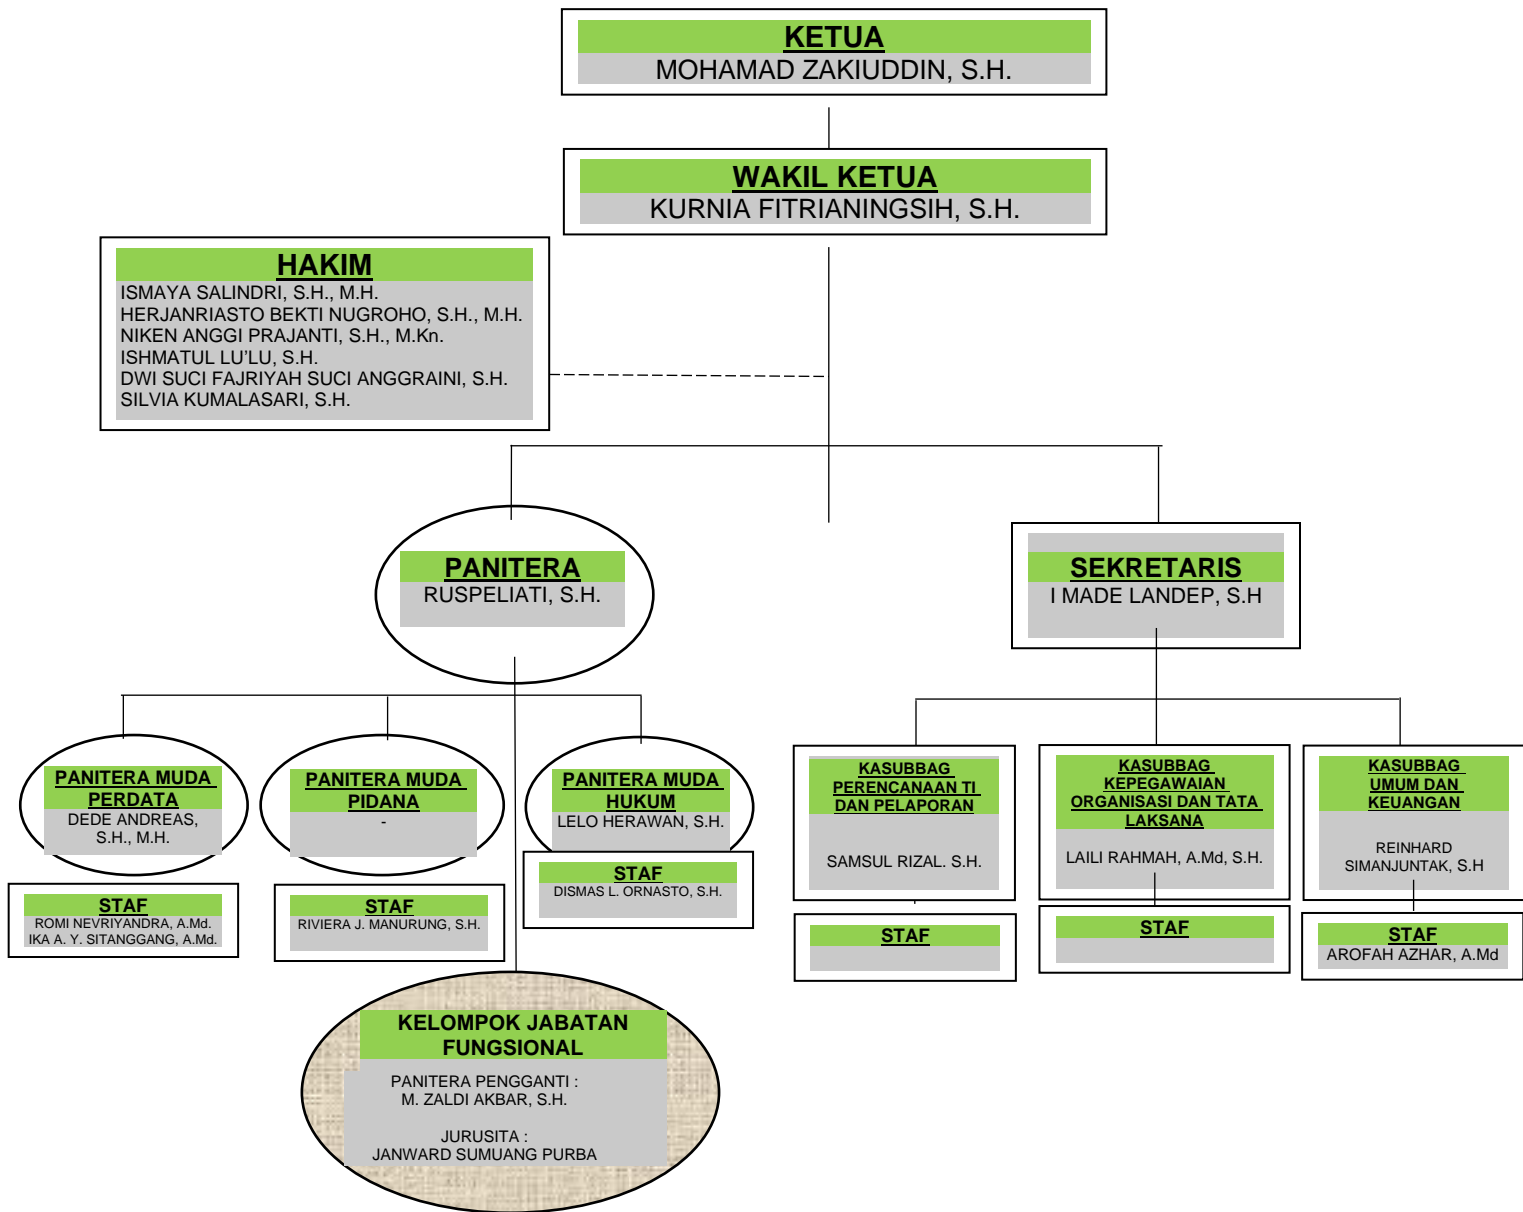 KETUA
MOHAMAD ZAKIUDDIN, S.H.
WAKIL KETUA
KURNIA FITRIANINGSIH, S.H.
HAKIM
ISMAYA SALINDRI, S.H., M.H.
HERJANRIASTO BEKTI NUGROHO, S.H., M.H.
NIKEN ANGGI PRAJANTI, S.H., M.Kn.
ISHMATUL LU'LU, S.H.
DWI SUCI FAJRIYAH SUCI ANGGRAINI, S.H.
SILVIA KUMALASARI, S.H.
PANITERA
RUSPELIATI, S.H.
SEKRETARIS
I MADE LANDEP, S.H
PANITERA MUDA
PERDATA
DEDE ANDREAS,
S.H., M.H.
STAF
ROMI NEVRIYANDRA, A.Md.
IKA A. Y. SITANGGANG, A.Md.
PANITERA MUDA
PIDANA
-
STAF
RIVIERA J. MANURUNG, S.H.
PANITERA MUDA
HUKUM
LELO HERAWAN, S.H.
STAF
DISMAS L. ORNASTO, S.H.
KASUBBAG
PERENCANAAN TI
DAN PELAPORAN
SAMSUL RIZAL. S.H.
STAF
KASUBBAG
KEPEGAWAIAN
ORGANISASI DAN TATA
LAKSANA
LAILI RAHMAH, A.Md, S.H.
STAF
KASUBBAG
UMUM DAN
KEUANGAN
REINHARD
SIMANJUNTAK, S.H
STAF
AROFAH AZHAR, A.Md
KELOMPOK JABATAN
FUNGSIONAL
PANITERA PENGGANTI :
M. ZALDI AKBAR, S.H.
JURUSITA :
JANWARD SUMUANG PURBA